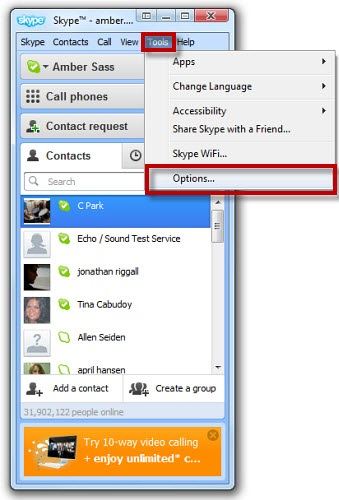 Skype™ - amber....
Skype Contacts Call View Tools Help
Amber Sass
Call phones
Contact request
Contacts
Search
C Park
Echo / Sound Test Service
jonathan riggall
Tina Cabudoy
Allen Seiden
april hansen
Add a contact
Create a group
31,902,122 people online
Try 10-way video calling
+ enjoy unlimited* c...
Apps
Change Language
Accessibility
Share Skype with a Friend...
Skype WiFi...
Options...